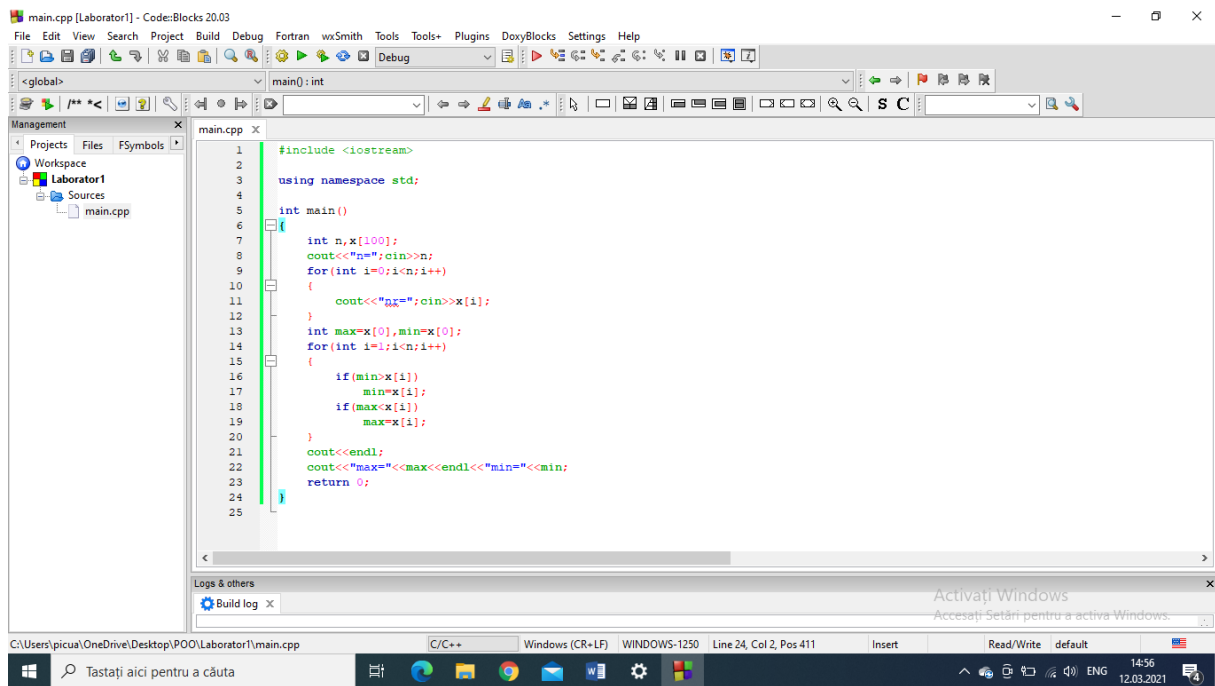 main.cpp [Laborator1] - Code::Blocks 20.03
File Edit View Search Project Build Debug Fortran wxSmith Tools Tools+ Plugins DoxyBlocks Settings Help
Debug
<global> main() : int
/** *< S C
Management
Projects Files FSymbols
Workspace
Laborator1
Sources
main.cpp
main.cpp
1 #include <iostream>
2
3 using namespace std;
4
5 int main()
6 {
7 int n,x[100];
8 cout<<"n=";cin>>n;
9 for(int i=0;i<n;i++)
10 {
11 cout<<"nr=";cin>>x[i];
12 }
13 int max=x[0],min=x[0];
14 for(int i=1;i<n;i++)
15 {
16 if(min>x[i])
17 min=x[i];
18 if(max<x[i])
19 max=x[i];
20 }
21 cout<<endl;
22 cout<<"max="<<max<<endl<<"min="<<min;
23 return 0;
24 }
25
Logs & others
Build log
Activați Windows
Accesați Setări pentru a activa Windows.
C:\Users\picua\OneDrive\Desktop\POO\Laborator1\main.cpp C/C++ Windows (CR+LF) WINDOWS-1250 Line 24, Col 2, Pos 411 Insert Read/Write default
Tastați aici pentru a căuta
ENG
14:56
12.03.2021
4